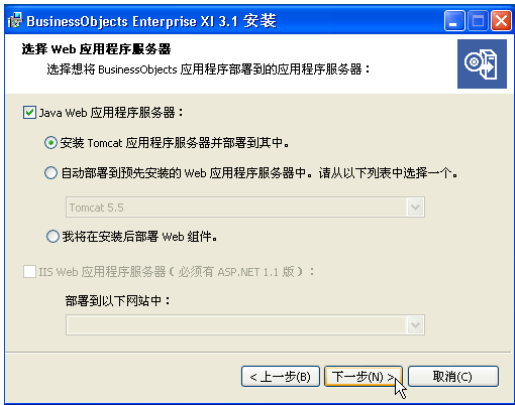 BusinessObjects Enterprise XI 3.1 安装
选择 Web 应用程序服务器
选择想将 BusinessObjects 应用程序部署到的应用程序服务器：
Java Web 应用程序服务器：
安装 Tomcat 应用程序服务器并部署到其中。
自动部署到预先安装的 Web 应用程序服务器中。请从以下列表中选择一个。
Tomcat 5.5
我将在安装后部署 Web 组件。
IIS Web 应用程序服务器（必须有 ASP.NET 1.1 版）：
部署到以下网站中：
< 上一步(B) 下一步(N) > 取消(C)